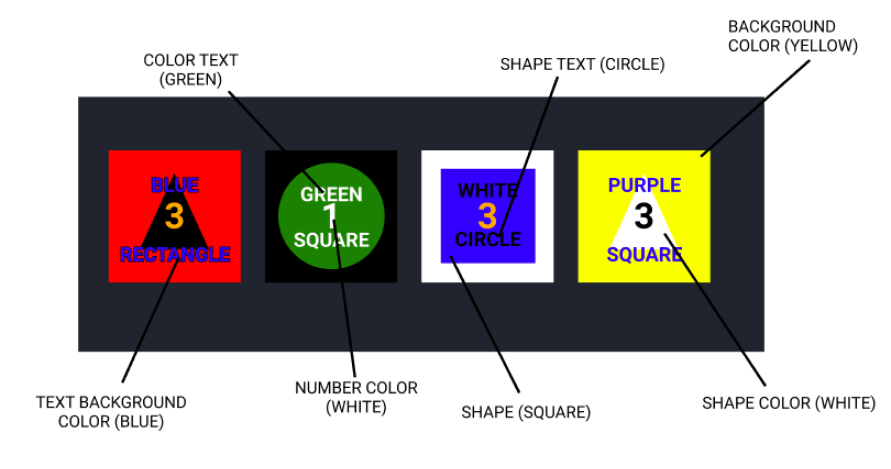 BACKGROUND
COLOR (YELLOW)
COLOR TEXT
(GREEN)
SHAPE TEXT (CIRCLE)
BLUE
3
RECTANGLE
GREEN
1
SQUARE
WHITE
3
CIRCLE
PURPLE
3
SQUARE
TEXT BACKGROUND
COLOR (BLUE)
NUMBER COLOR
(WHITE)
SHAPE (SQUARE)
SHAPE COLOR (WHITE)